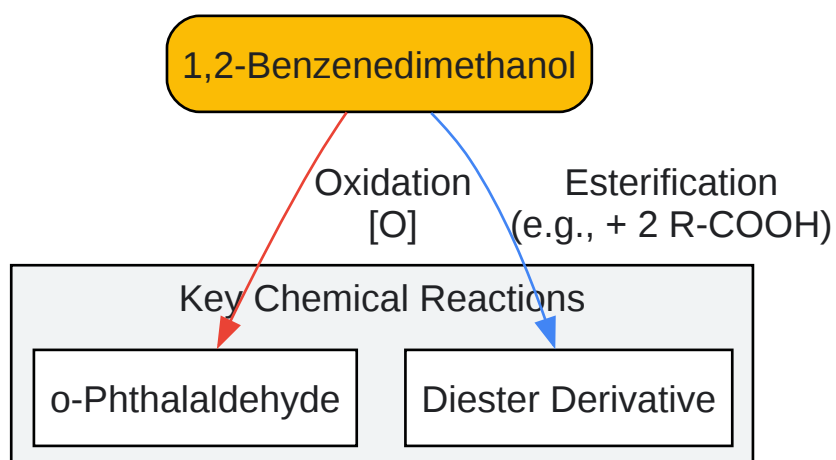 1,2-Benzenedimethanol
Oxidation
[O]
Esterification
(e.g., + 2 R-COOH)
Key Chemical Reactions
o-Phthalaldehyde
Diester Derivative